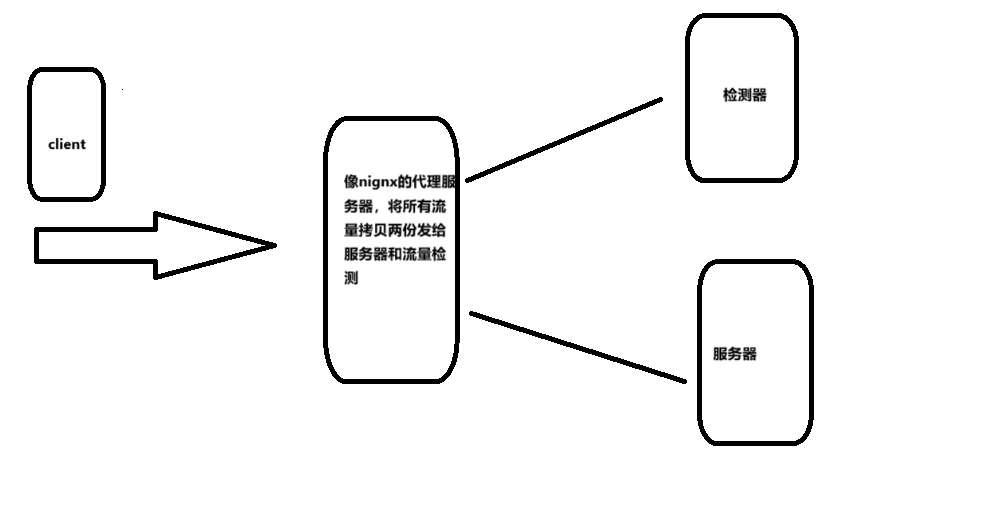 client
像nignx的代理服
务器，将所有流
量拷贝两份发给
服务器和流量检
测
检测器
服务器